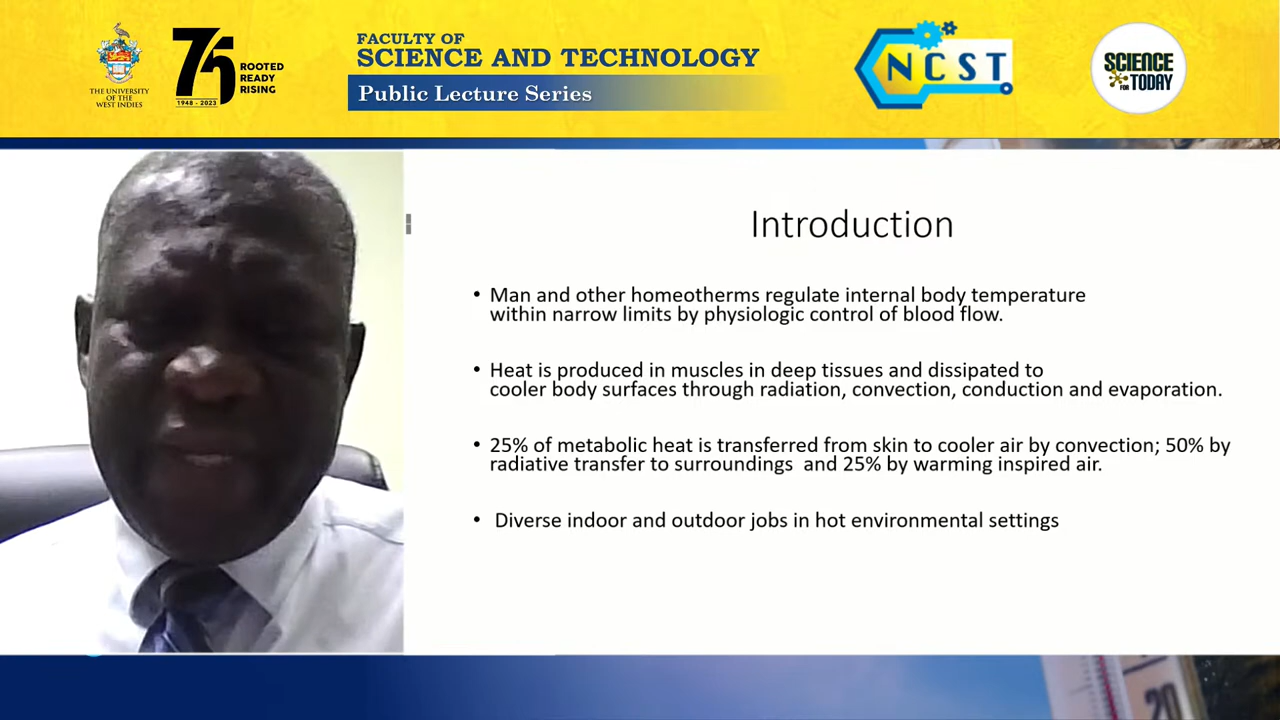 THE UNIVERSITY
OF THE
WEST INDIES
75
1948 - 2023
ROOTED
READY
RISING
FACULTY OF
SCIENCE AND TECHNOLOGY
Public Lecture Series
NCST
SCIENCE
FOR TODAY
Introduction
• Man and other homeotherms regulate internal body temperature
within narrow limits by physiologic control of blood flow.
• Heat is produced in muscles in deep tissues and dissipated to
cooler body surfaces through radiation, convection, conduction and evaporation.
• 25% of metabolic heat is transferred from skin to cooler air by convection; 50% by
radiative transfer to surroundings  and 25% by warming inspired air.
• Diverse indoor and outdoor jobs in hot environmental settings
20